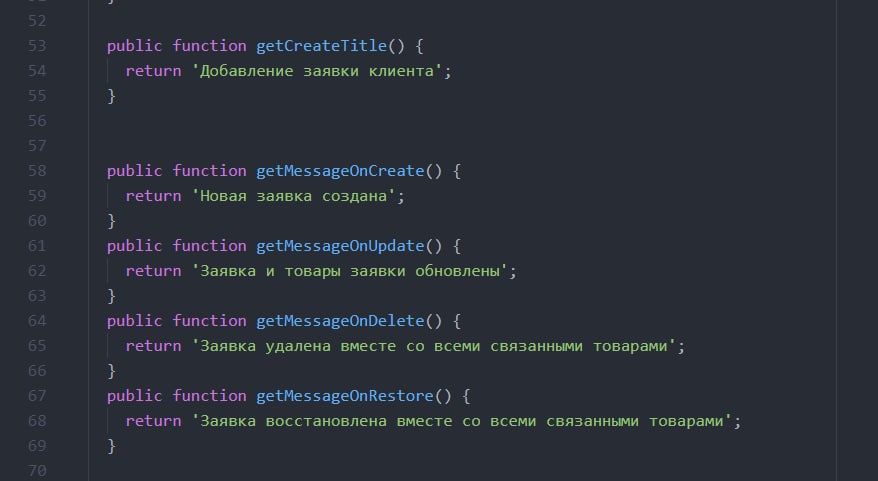 52
53 public function getCreateTitle() {
54 return 'Добавление заявки клиента';
55 }
56
57
58 public function getMessageOnCreate() {
59 return 'Новая заявка создана';
60 }
61 public function getMessageOnUpdate() {
62 return 'Заявка и товары заявки обновлены';
63 }
64 public function getMessageOnDelete() {
65 return 'Заявка удалена вместе со всеми связанными товарами';
66 }
67 public function getMessageOnRestore() {
68 return 'Заявка восстановлена вместе со всеми связанными товарами';
69 }
70